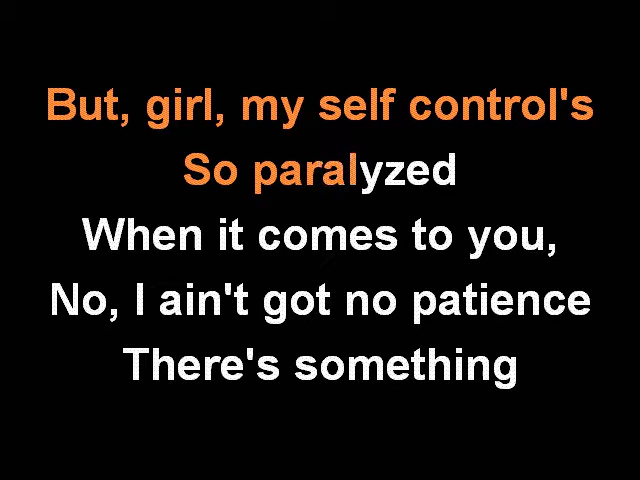 But, girl, my self control's
So paralyzed
When it comes to you,
No, I ain't got no patience
There's something